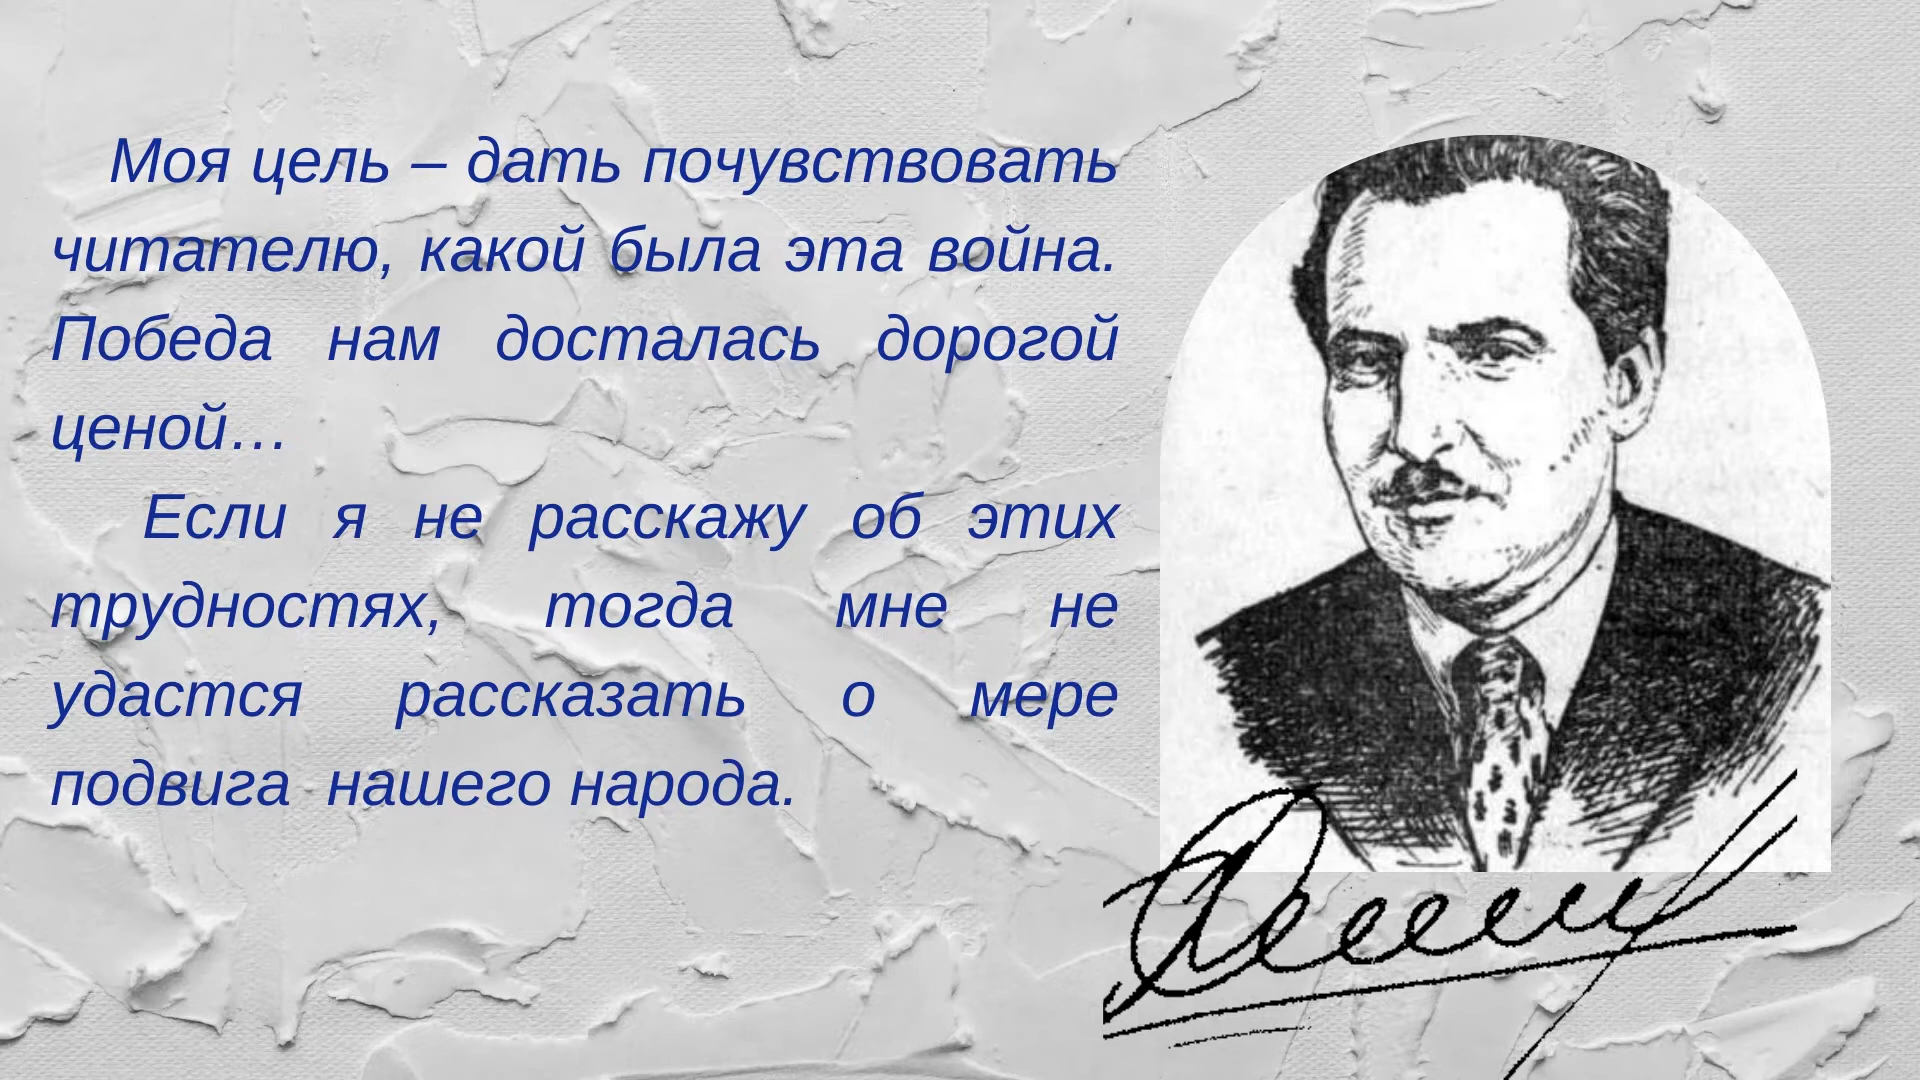 Моя цель – дать почувствовать
читателю, какой была эта война.
Победа нам досталась дорогой
ценой…
Если я не расскажу об этих
трудностях, тогда мне не
удастся рассказать о мере
подвига нашего народа.